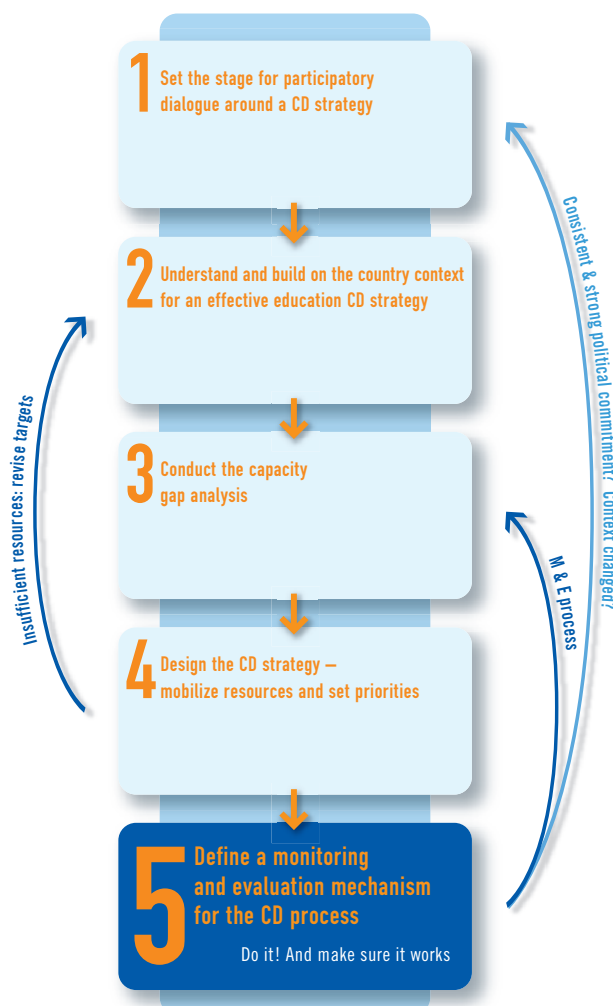 1
Set the stage for participatory
dialogue around a CD strategy
2
Understand and build on the country context
for an effective education CD strategy
3
Conduct the capacity
gap analysis
4
Design the CD strategy –
mobilize resources and set priorities
5
Define a monitoring
and evaluation mechanism
for the CD process
Do it! And make sure it works
Insufficient resources: revise targets
M & E process
Consistent & strong political commitment? Context changed?